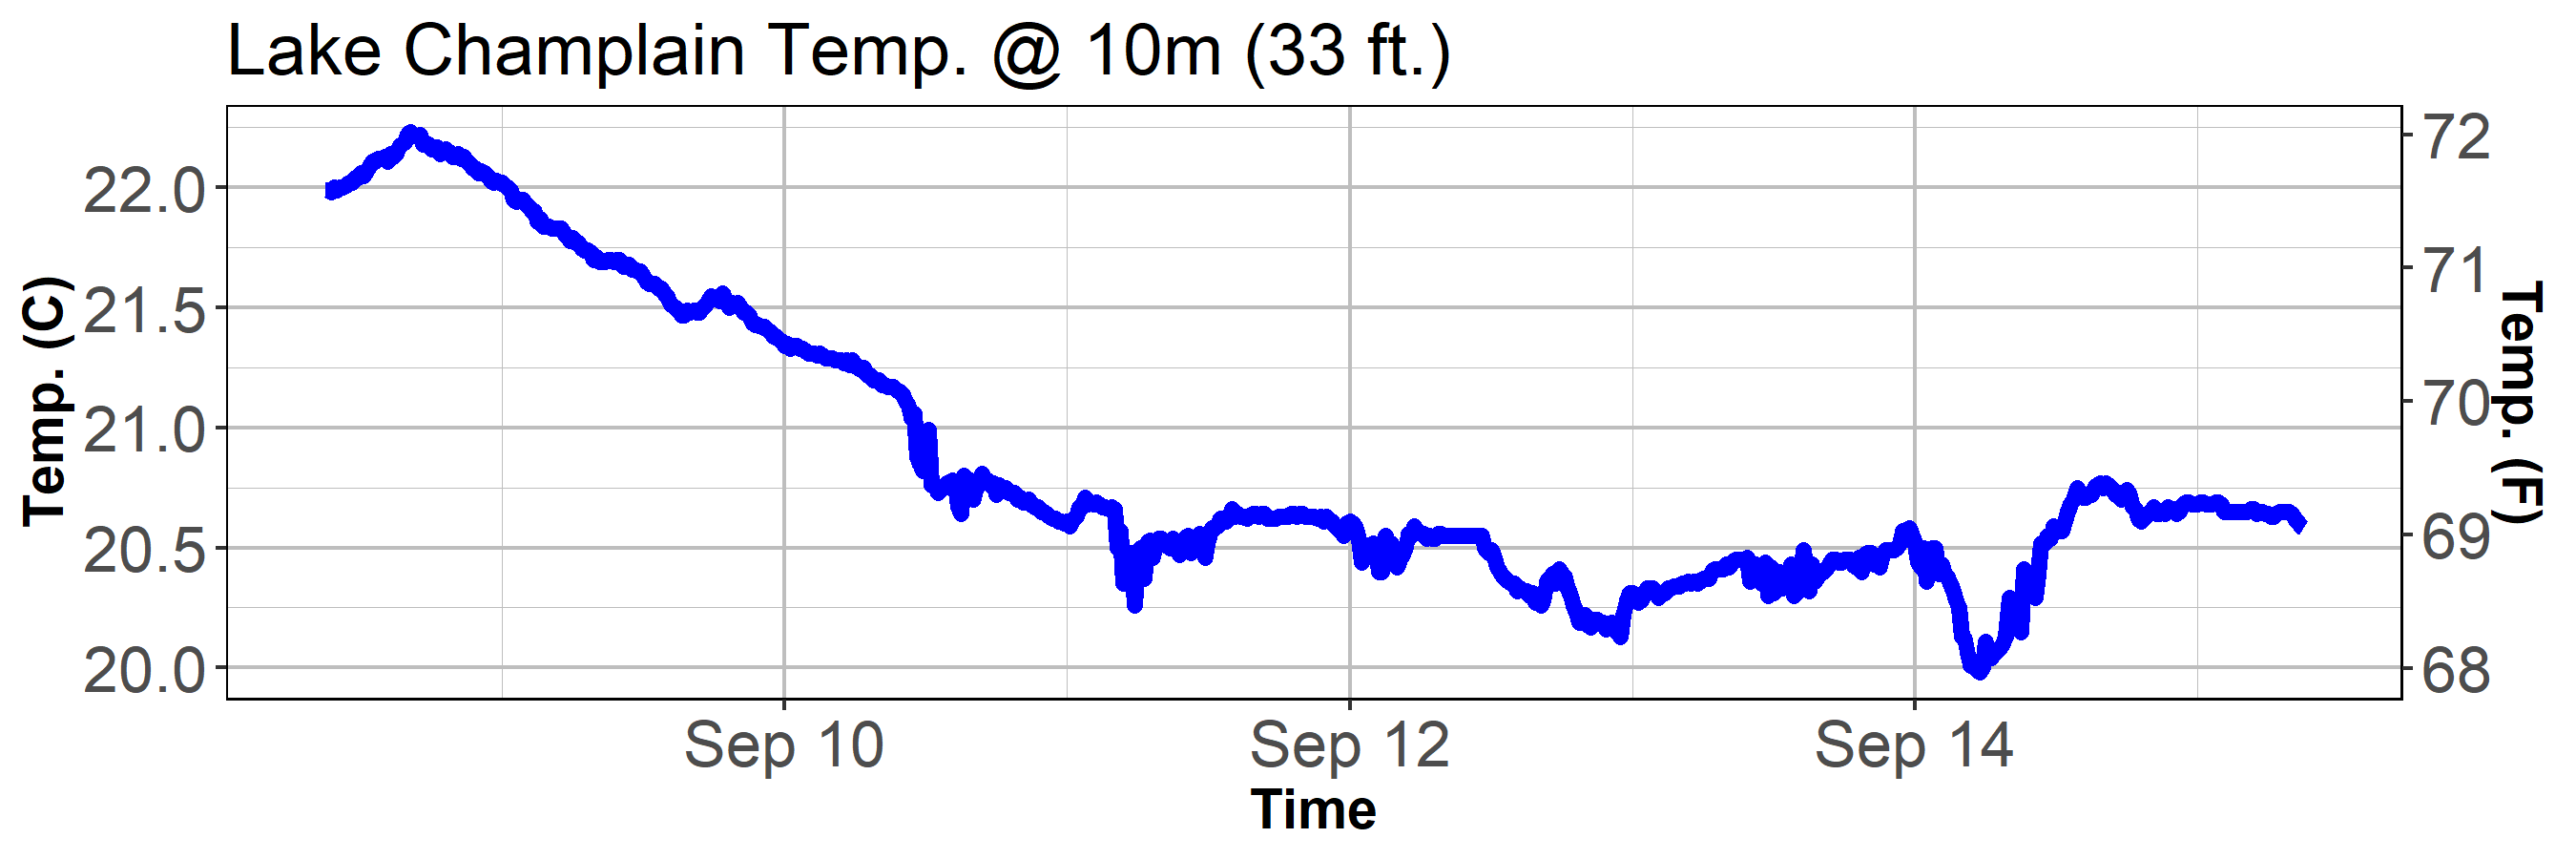 Lake Champlain Temp. @ 10m (33 ft.)
Temp. (C)
22.0
21.5
21.0
20.5
20.0
72
71
70
69
68
Temp. (F)
Sep 10 Sep 12 Sep 14
Time